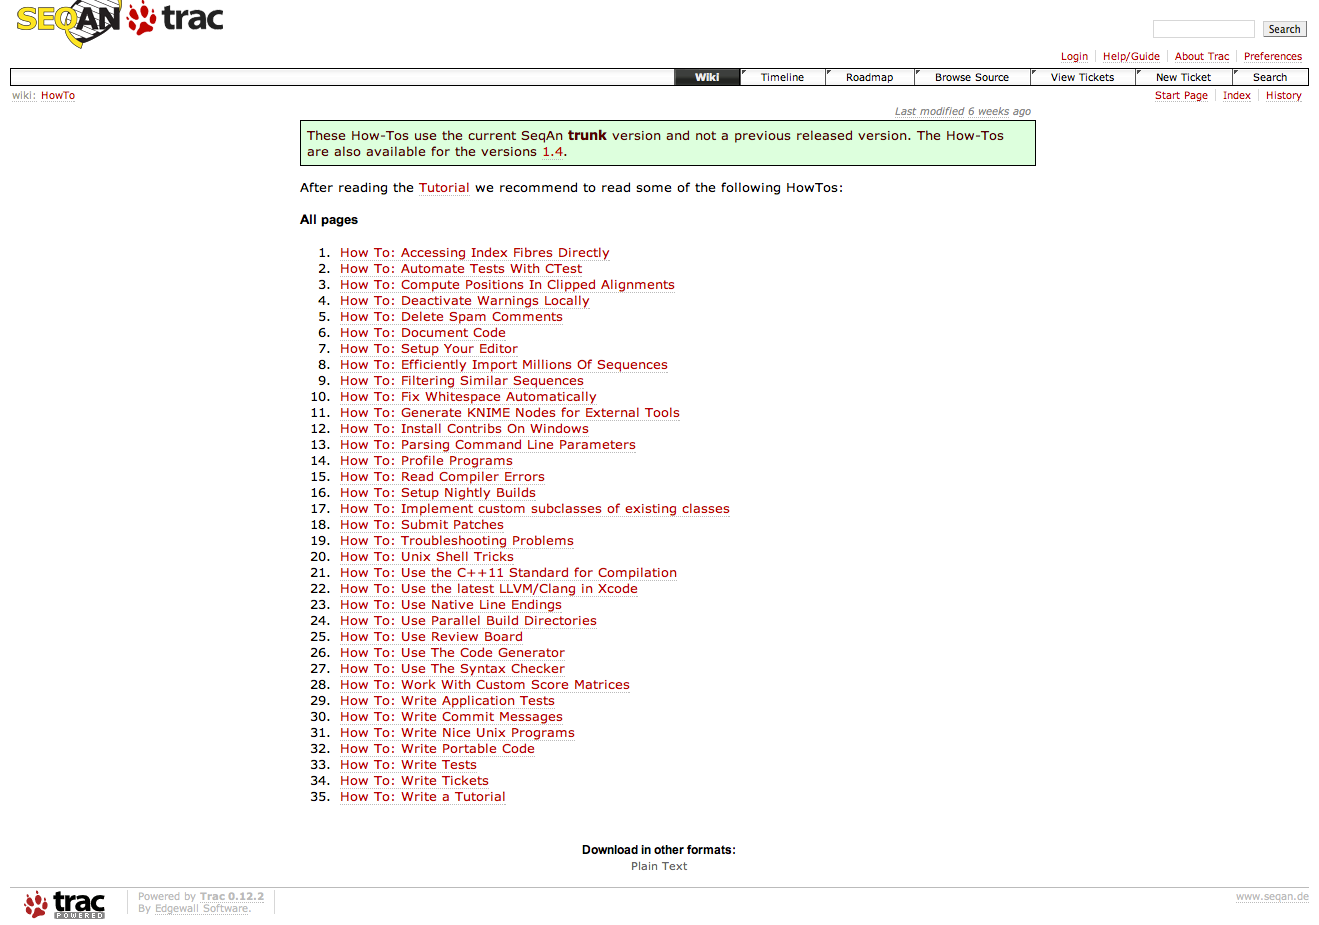 SEQAN trac
Search
Login Help/Guide About Trac Preferences
Wiki Timeline Roadmap Browse Source View Tickets New Ticket Search
wiki: HowTo Start Page Index History
Last modified 6 weeks ago
These How-Tos use the current SeqAn trunk version and not a previous released version. The How-Tos
are also available for the versions 1.4.
After reading the Tutorial we recommend to read some of the following HowTos:
All pages
1. How To: Accessing Index Fibres Directly
2. How To: Automate Tests With CTest
3. How To: Compute Positions In Clipped Alignments
4. How To: Deactivate Warnings Locally
5. How To: Delete Spam Comments
6. How To: Document Code
7. How To: Setup Your Editor
8. How To: Efficiently Import Millions Of Sequences
9. How To: Filtering Similar Sequences
10. How To: Fix Whitespace Automatically
11. How To: Generate KNIME Nodes for External Tools
12. How To: Install Contribs On Windows
13. How To: Parsing Command Line Parameters
14. How To: Profile Programs
15. How To: Read Compiler Errors
16. How To: Setup Nightly Builds
17. How To: Implement custom subclasses of existing classes
18. How To: Submit Patches
19. How To: Troubleshooting Problems
20. How To: Unix Shell Tricks
21. How To: Use the C++11 Standard for Compilation
22. How To: Use the latest LLVM/Clang in Xcode
23. How To: Use Native Line Endings
24. How To: Use Parallel Build Directories
25. How To: Use Review Board
26. How To: Use The Code Generator
27. How To: Use The Syntax Checker
28. How To: Work With Custom Score Matrices
29. How To: Write Application Tests
30. How To: Write Commit Messages
31. How To: Write Nice Unix Programs
32. How To: Write Portable Code
33. How To: Write Tests
34. How To: Write Tickets
35. How To: Write a Tutorial
Download in other formats:
Plain Text
trac POWERED
Powered by Trac 0.12.2
By Edgewall Software.
www.seqan.de